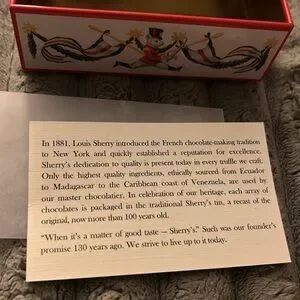 In 1881, Louis Sherry introduced the French chocolate-making tradition
to New York and quickly established a reputation for excellence.
Sherry's dedication to quality is present today in every truffle we craft.
Only the highest quality ingredients, ethically sourced from Ecuador
to Madagascar to the Caribbean coast of Venezuela, are used by
our master chocolatier. In celebration of our heritage, each array of
chocolates is packaged in the traditional Sherry's tin, a recast of the
original, now more than 100 years old.
“When it's a matter of good taste — Sherry's.” Such was our founder's
promise 130 years ago. We strive to live up to it today.